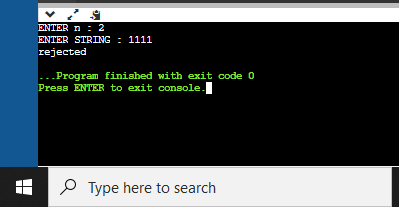 ENTER n : 2
ENTER STRING : 1111
rejected
...Program finished with exit code 0
Press ENTER to exit console.
Type here to search